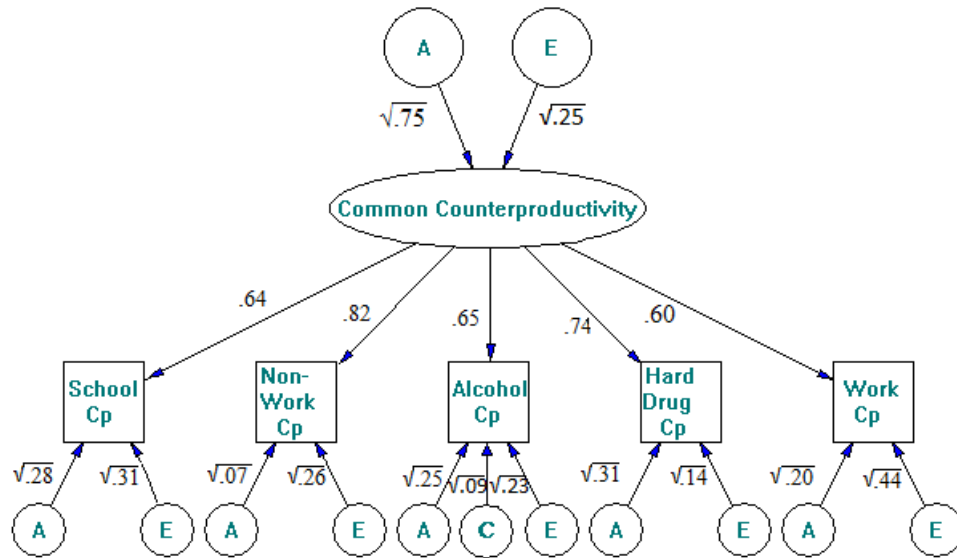 A E
√.75 √.25
Common Counterproductivity
.64 .82 .65 .74 .60
School
Cp
Non-
Work
Cp
Alcohol
Cp
Hard
Drug
Cp
Work
Cp
√.28 √.31 √.07 √.26 √.25 √.09 √.23 √.31 √.14 √.20 √.44
A E A E A C E A E A E